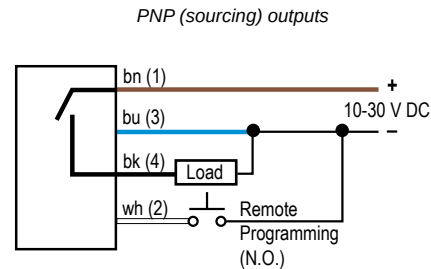 PNP (sourcing) outputs
bn (1)
+
10-30 V DC
bu (3)
–
bk (4)
Load
wh (2)
Remote
Programming
(N.O.)